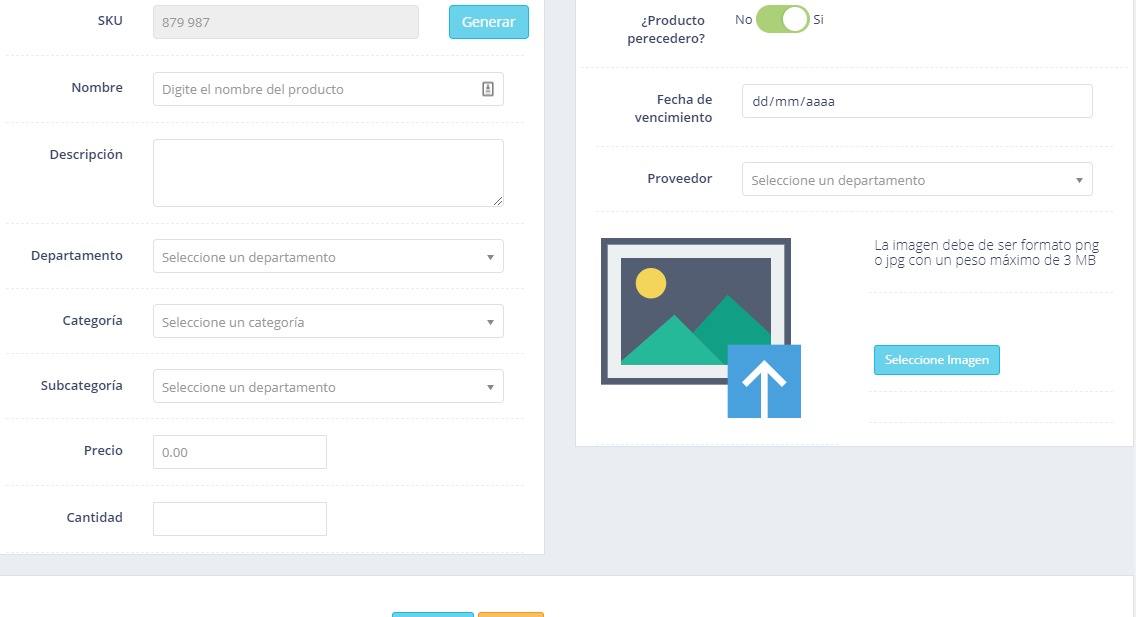 SKU
879 987
Generar
Nombre
Digite el nombre del producto
Descripción
Departamento
Seleccione un departamento
Categoría
Seleccione un categoría
Subcategoría
Seleccione un departamento
Precio
0.00
Cantidad
¿Producto
perecedero?
No
Si
Fecha de
vencimiento
dd/mm/aaaa
Proveedor
Seleccione un departamento
La imagen debe de ser formato png
o jpg con un peso máximo de 3 MB
Seleccione Imagen